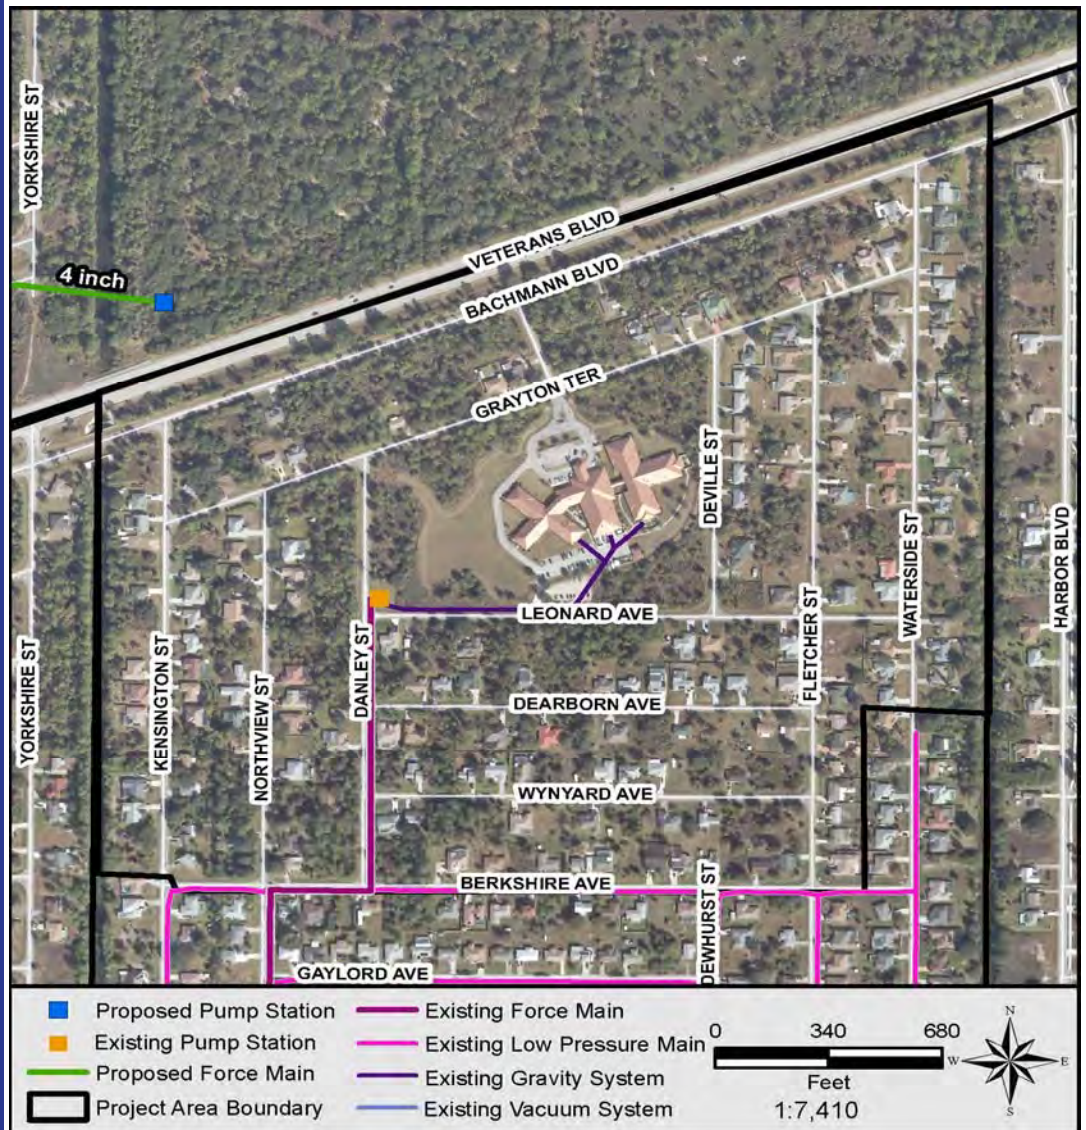 YORKSHIRE ST
4 inch
VETERANS BLVD
BACHMANN BLVD
GRAYTON TER
DEVILLE ST
WATERSIDE ST
HARBOR BLVD
LEONARD AVE
FLETCHER ST
DANLEY ST
KENSINGTON ST
YORKSHIRE ST
NORTHVIEW ST
DEARBORN AVE
WYNYARD AVE
BERKSHIRE AVE
DEWHURST ST
GAYLORD AVE
Proposed Pump Station
Existing Pump Station
Proposed Force Main
Project Area Boundary
Existing Force Main
Existing Low Pressure Main
Existing Gravity System
Existing Vacuum System
0 340 680
Feet
1:7,410
N
W E
S